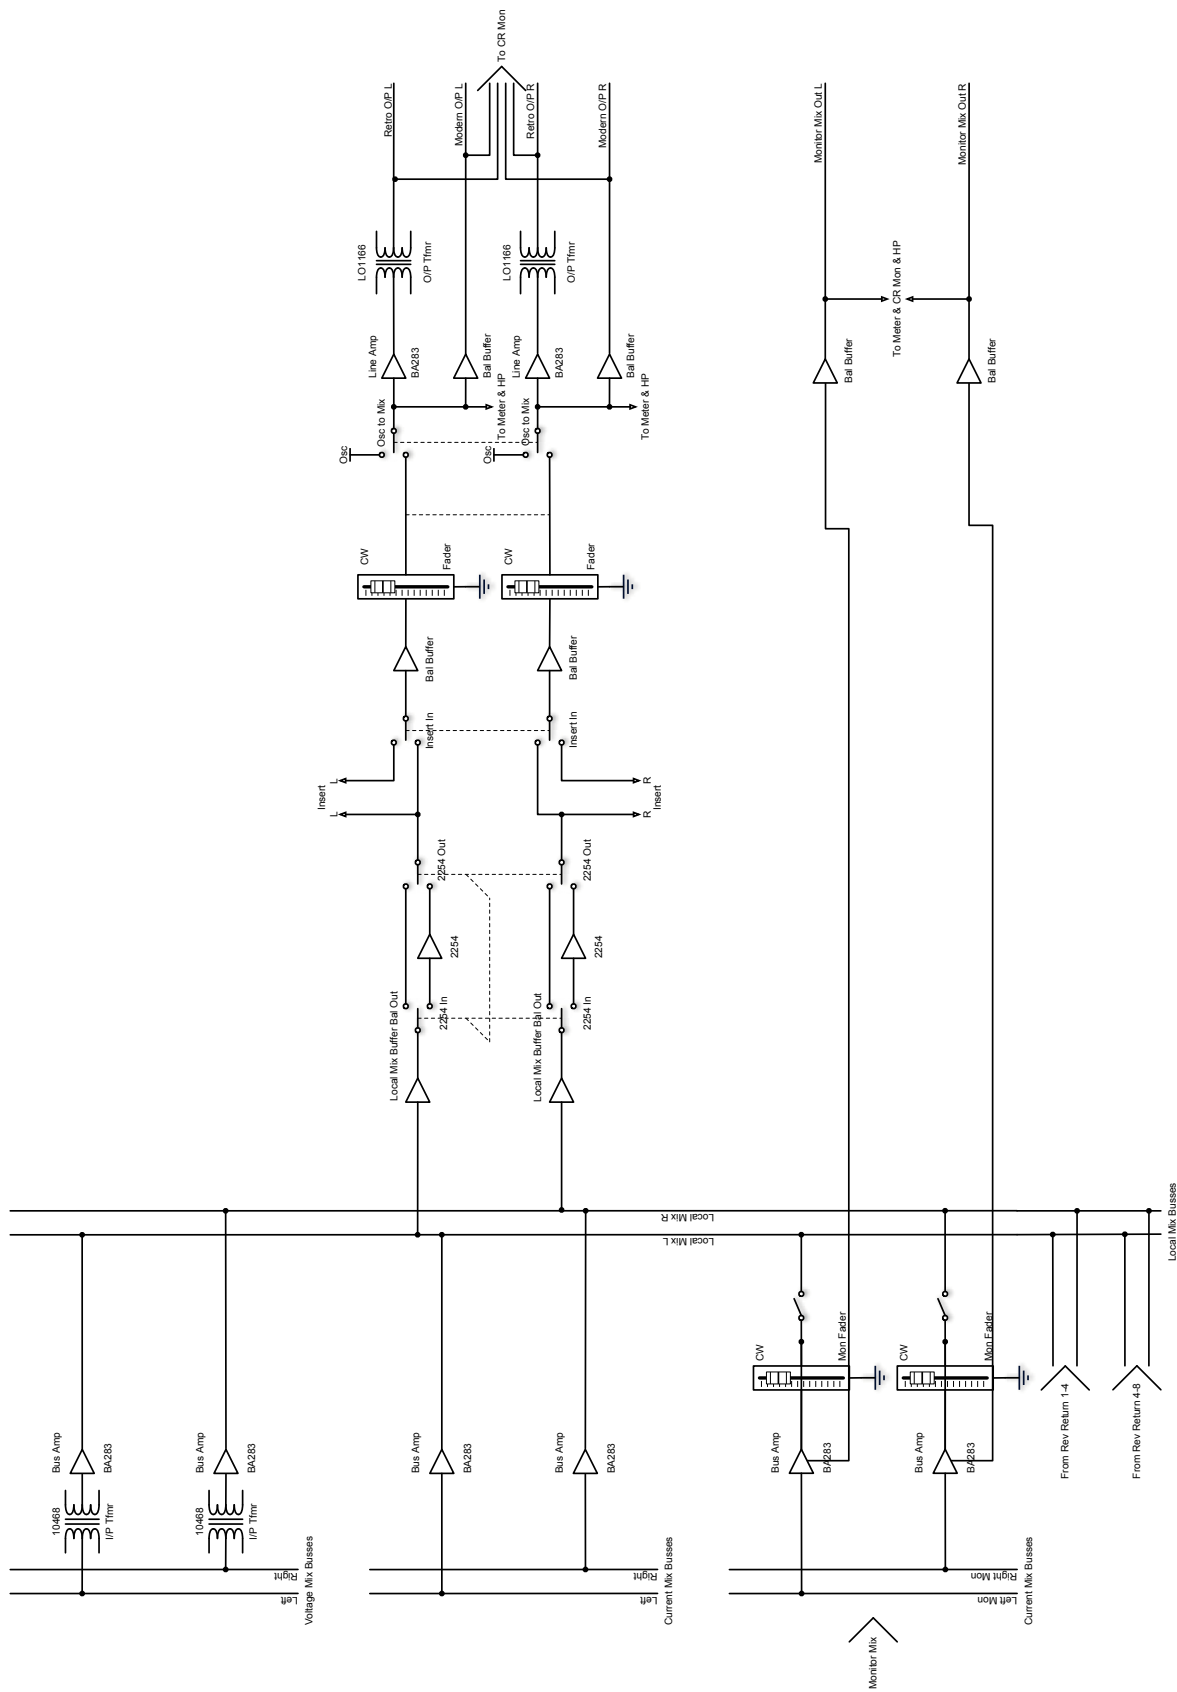 To CR Mon
Retro O/P L
Modern O/P L
Retro O/P R
Modern O/P R
Monitor Mix Out L
Monitor Mix Out R
LO1166
O/P Tfmr
LO1166
O/P Tfmr
To Meter & CR Mon & HP
Line Amp
BA283
Bal Buffer
Line Amp
BA283
Bal Buffer
Bal Buffer
Bal Buffer
To Meter & HP
To Meter & HP
Osc
Osc to Mix
Osc
Osc to Mix
CW
Fader
CW
Fader
Bal Buffer
Bal Buffer
Insert In
Insert In
L
Insert
L
R
Insert
R
2254 Out
2254 Out
2254
2254
2254 In
2254 In
Local Mix Buffer Bal Out
Local Mix Buffer Bal Out
Local Mix R
Local Mix L
Local Mix Busses
CW
Mon Fader
CW
Mon Fader
From Rev Return 1-4
From Rev Return 4-8
Bus Amp
BA283
Bus Amp
BA283
Bus Amp
BA283
Bus Amp
BA283
Bus Amp
BA283
Bus Amp
BA283
10468
I/P Tfmr
10468
I/P Tfmr
Right
Left
Voltage Mix Busses
Right
Left
Current Mix Busses
Right Mon
Left Mon
Current Mix Busses
Monitor Mix